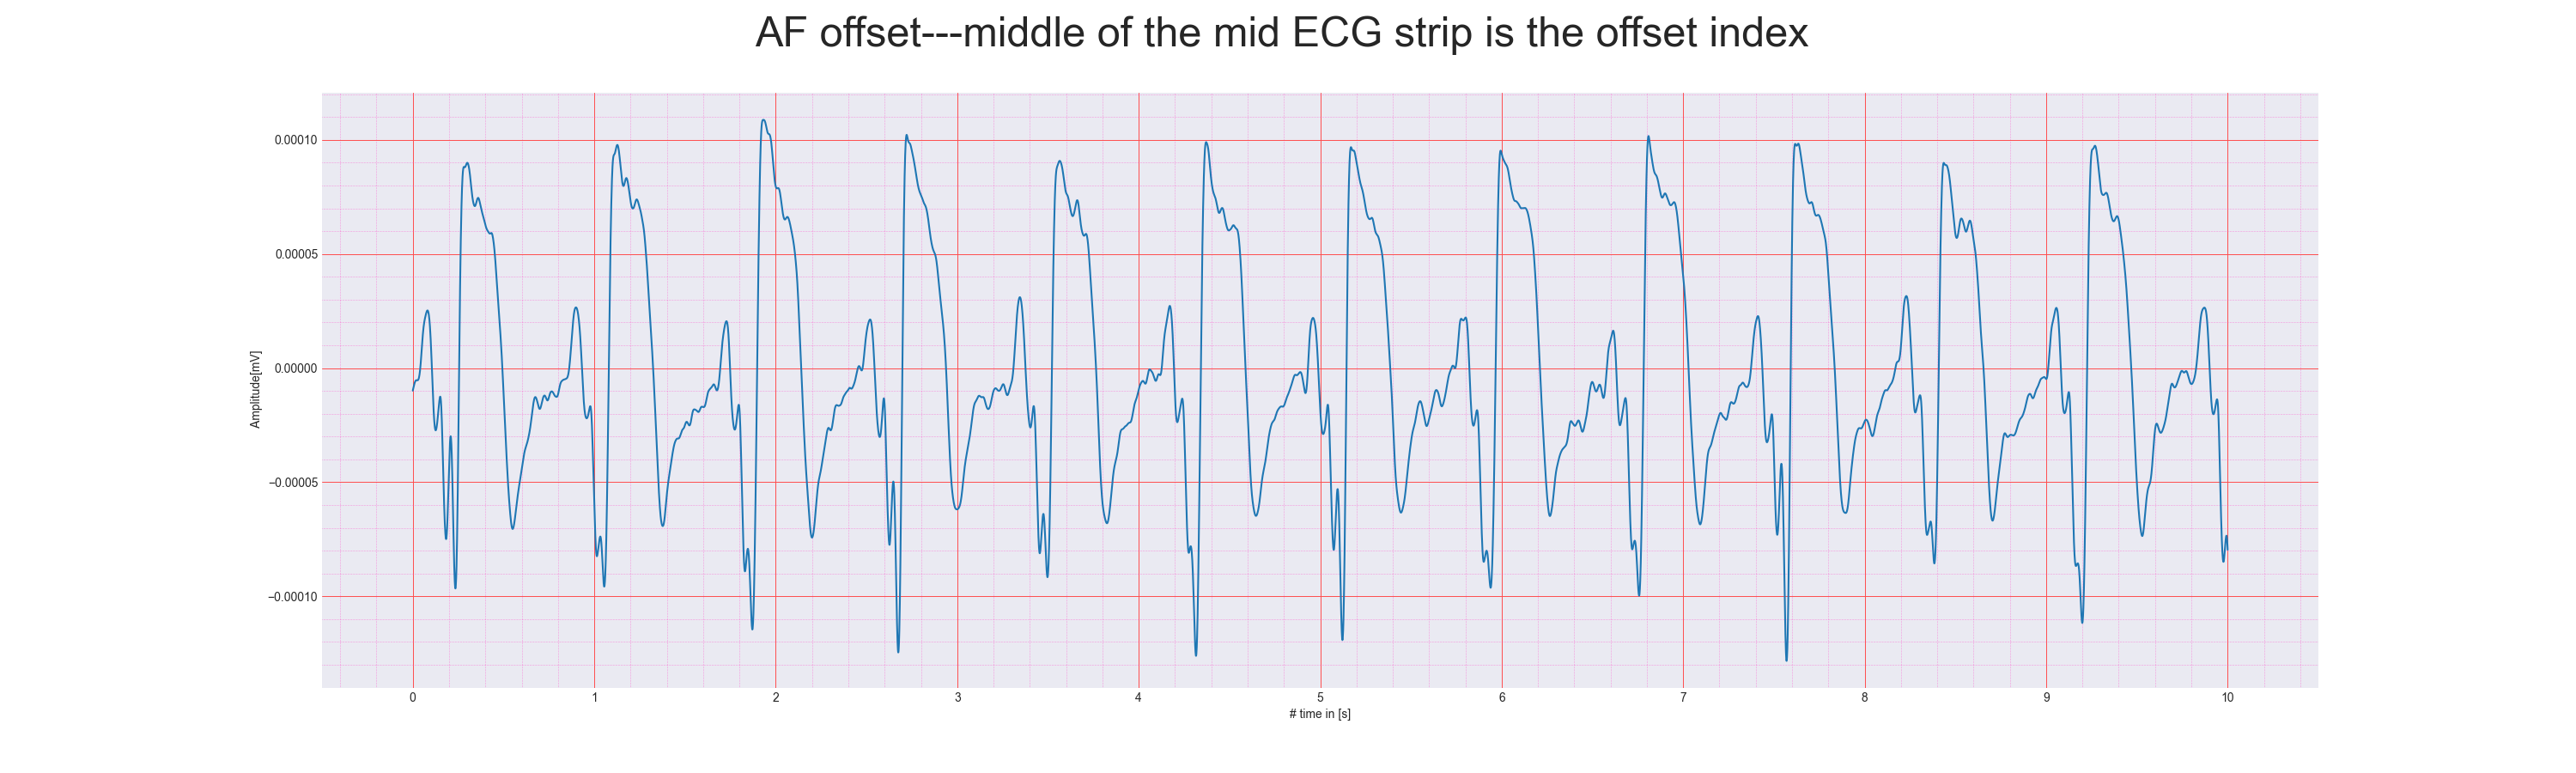 AF offset---middle of the mid ECG strip is the offset index
0.00010
0.00005
0.00000
−0.00005
−0.00010
Amplitude[mV]
0 1 2 3 4 5 6 7 8 9 10
# time in [s]